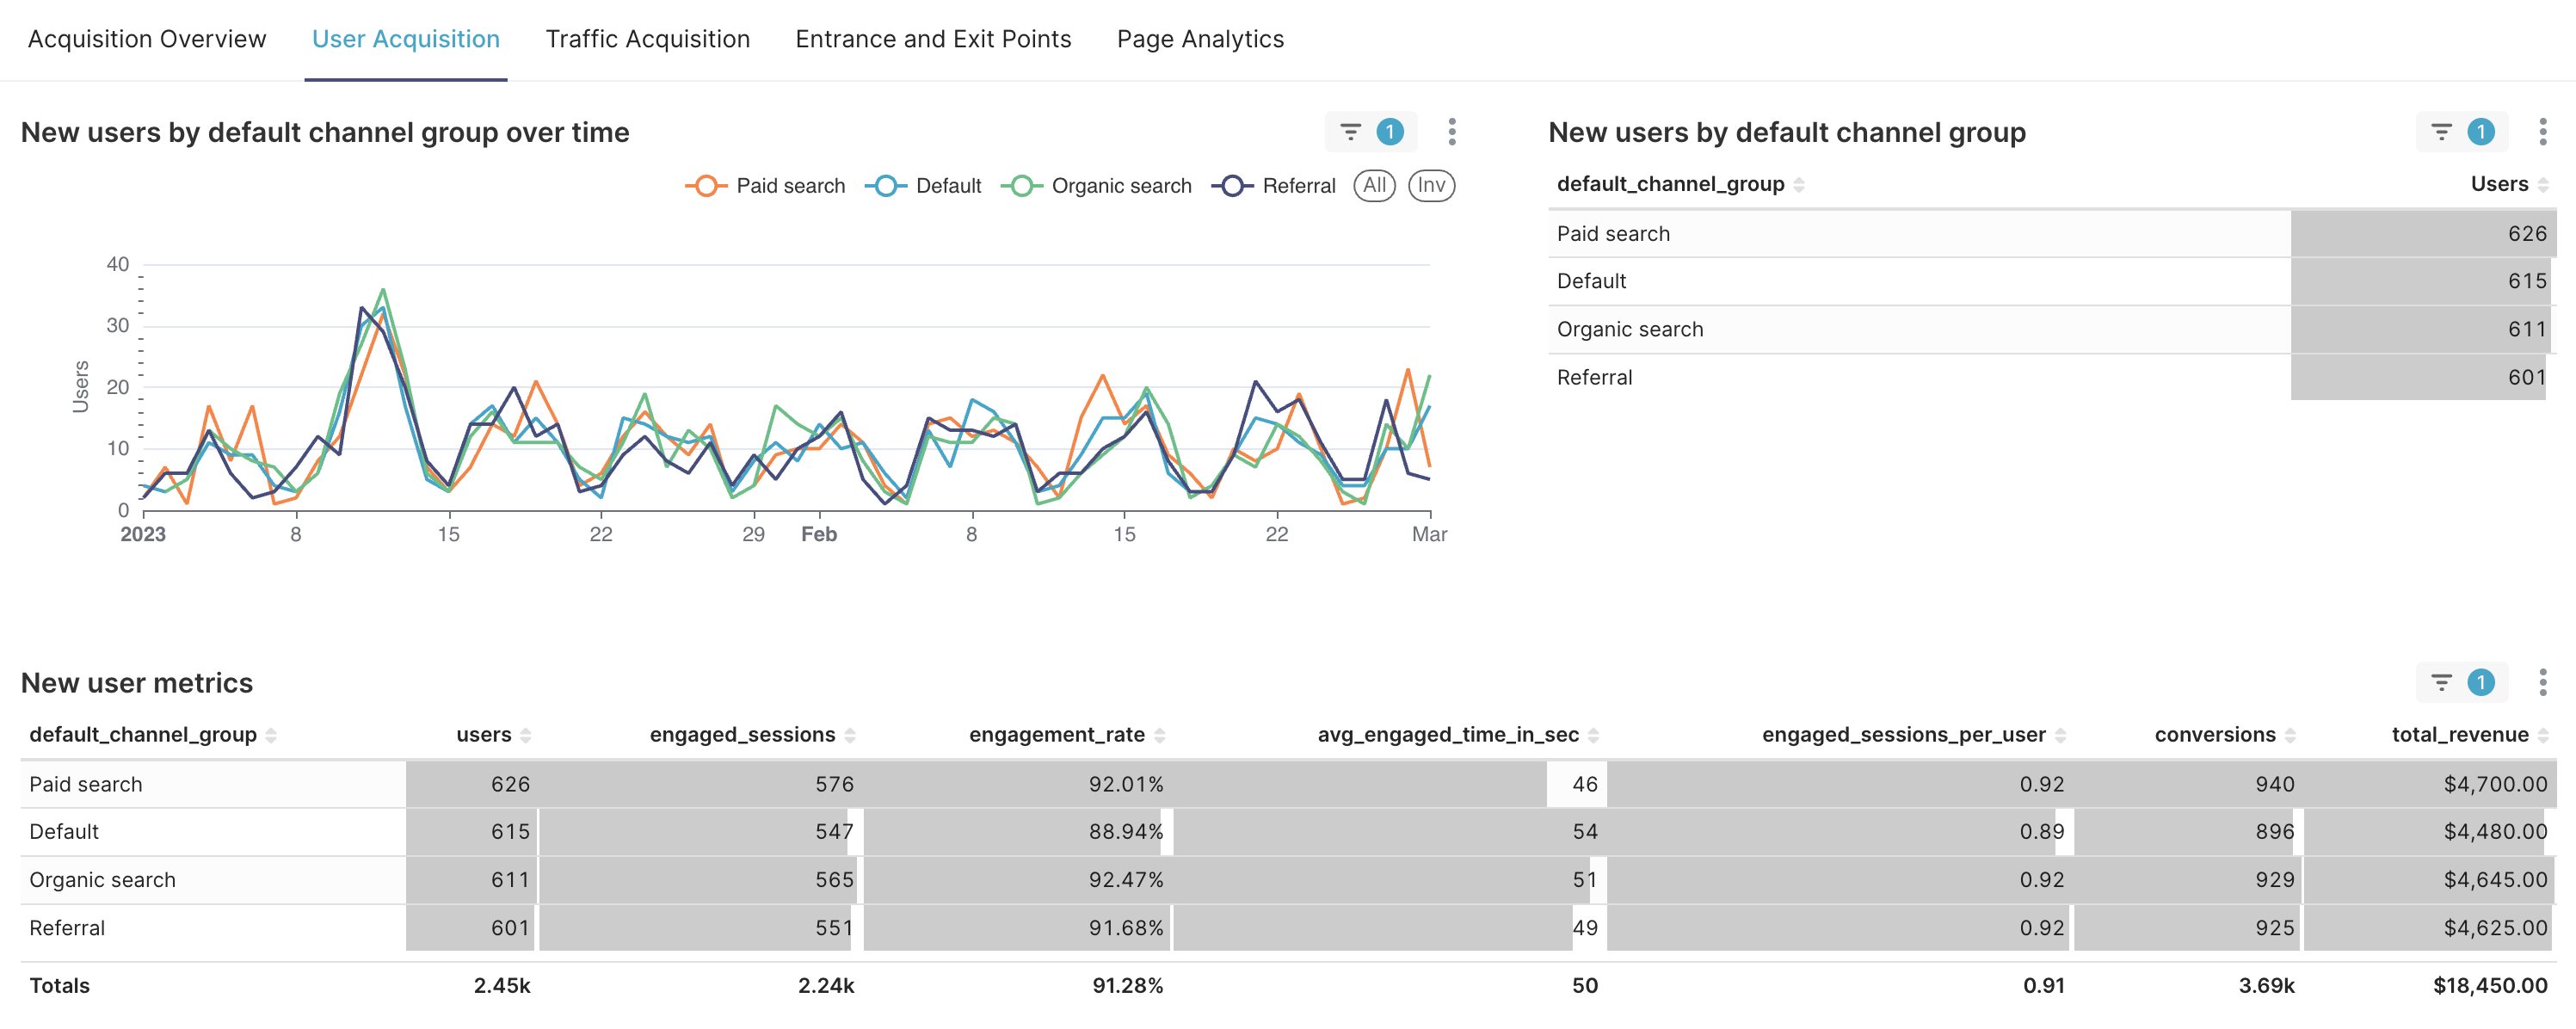 Acquisition Overview User Acquisition Traffic Acquisition Entrance and Exit Points Page Analytics
New users by default channel group over time 1
Paid search Default Organic search Referral All Inv
40
30
20
10
0
Users
2023 8 15 22 29 Feb 8 15 22 Mar
New users by default channel group 1
default_channel_group Users
Paid search 626
Default 615
Organic search 611
Referral 601
New user metrics 1
default_channel_group users engaged_sessions engagement_rate avg_engaged_time_in_sec engaged_sessions_per_user conversions total_revenue
Paid search 626 576 92.01% 46 0.92 940 $4,700.00
Default 615 547 88.94% 54 0.89 896 $4,480.00
Organic search 611 565 92.47% 51 0.92 929 $4,645.00
Referral 601 551 91.68% 49 0.92 925 $4,625.00
Totals 2.45k 2.24k 91.28% 50 0.91 3.69k $18,450.00